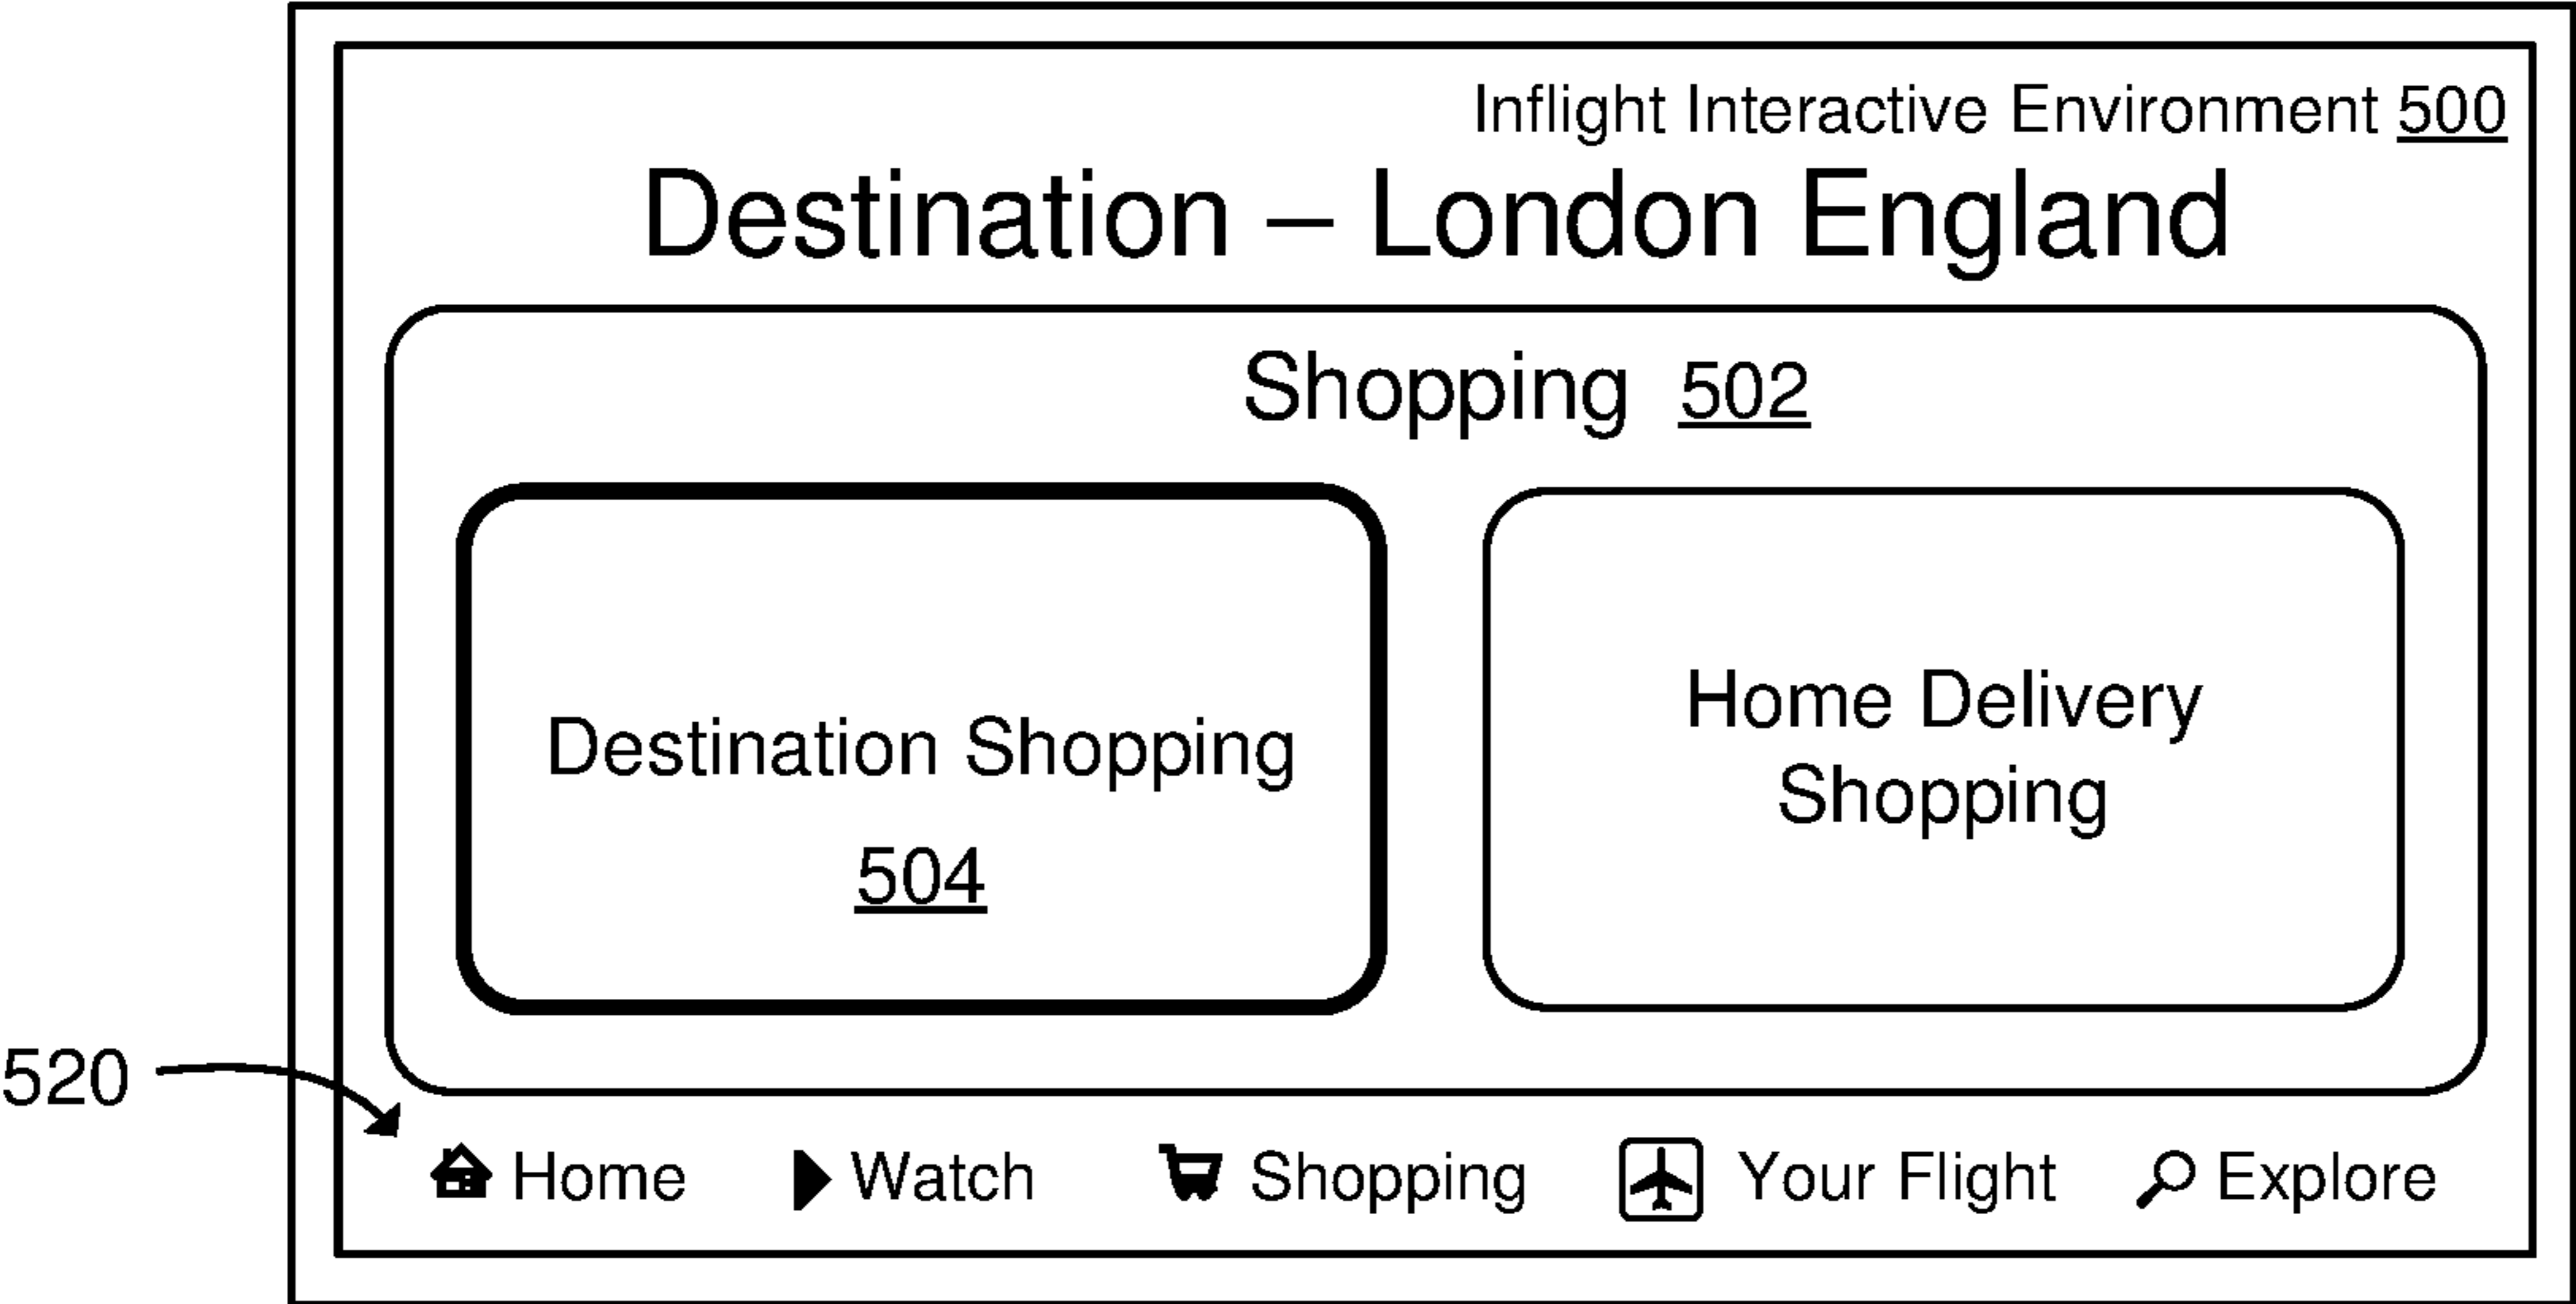 Inflight Interactive Environment 500
Destination – London England
Shopping 502
Destination Shopping
504
Home Delivery
Shopping
520
Home Watch Shopping Your Flight Explore